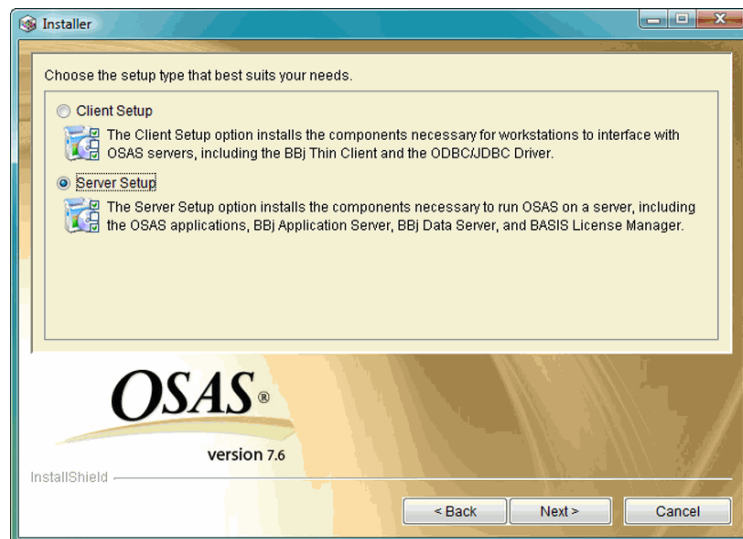 Installer
Choose the setup type that best suits your needs.
Client Setup
The Client Setup option installs the components necessary for workstations to interface with
OSAS servers, including the BBj Thin Client and the ODBC/JDBC Driver.
Server Setup
The Server Setup option installs the components necessary to run OSAS on a server, including
the OSAS applications, BBj Application Server, BBj Data Server, and BASIS License Manager.
OSAS®
version 7.6
InstallShield
< Back Next > Cancel